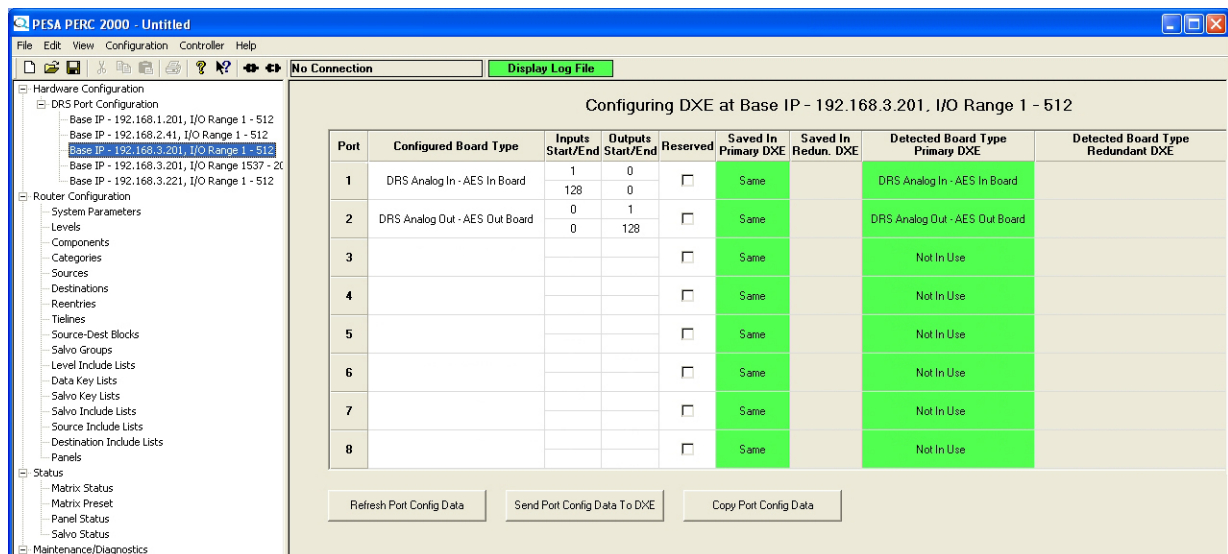 PESA PERC 2000 - Untitled
File Edit View Configuration Controller Help
No Connection
Display Log File
Hardware Configuration
DRS Port Configuration
Base IP - 192.168.1.201, I/O Range 1 - 512
Base IP - 192.168.2.41, I/O Range 1 - 512
Base IP - 192.168.3.201, I/O Range 1 - 512
Base IP - 192.168.3.201, I/O Range 1537 - 20
Base IP - 192.168.3.221, I/O Range 1 - 512
Router Configuration
System Parameters
Levels
Components
Categories
Sources
Destinations
Reentries
Tielines
Source-Dest Blocks
Salvo Groups
Level Include Lists
Data Key Lists
Salvo Key Lists
Salvo Include Lists
Source Include Lists
Destination Include Lists
Panels
Status
Matrix Status
Matrix Preset
Panel Status
Salvo Status
Maintenance/Diagnostics
Configuring DXE at Base IP - 192.168.3.201, I/O Range 1 - 512
Port Configured Board Type Inputs Start/End Outputs Start/End Reserved Saved In Primary DXE Saved In Redun. DXE Detected Board Type Primary DXE Detected Board Type Redundant DXE
1 DRS Analog In - AES In Board 1 128 0 0 Same DRS Analog In - AES In Board
2 DRS Analog Out - AES Out Board 0 0 1 128 Same DRS Analog Out - AES Out Board
3 Same Not In Use
4 Same Not In Use
5 Same Not In Use
6 Same Not In Use
7 Same Not In Use
8 Same Not In Use
Refresh Port Config Data Send Port Config Data To DXE Copy Port Config Data